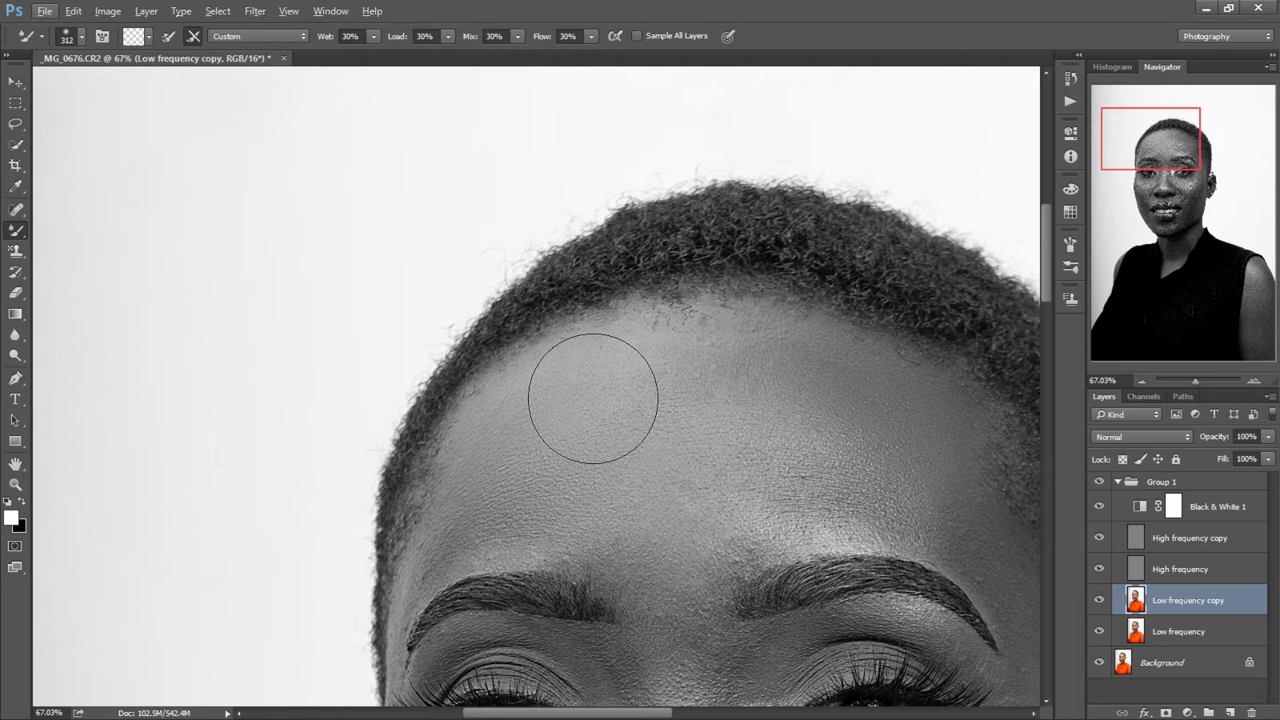 Ps File Edit Image Layer Type Select Filter View Window Help
312 Custom Wet: 30% Load: 30% Mix: 30% Flow: 30% Sample All Layers Photography
_MG_0676.CR2 @ 67% (Low frequency copy, RGB/16*) *
Histogram Navigator
67.03%
Layers Channels Paths
Kind
Normal Opacity: 100%
Lock: Fill: 100%
Group 1
Black & White 1
High frequency copy
High frequency
Low frequency copy
Low frequency
Background
67.03% Doc: 102.5M/542.4M
fx